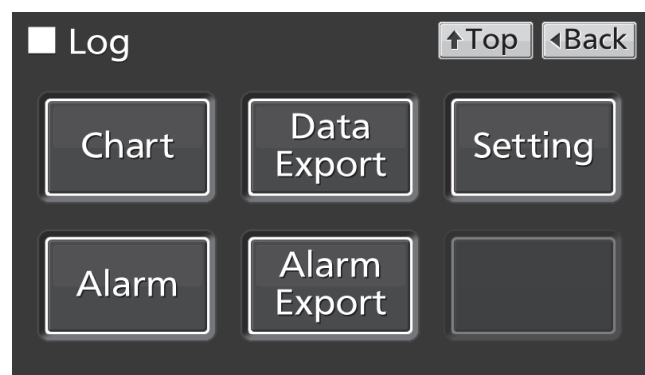 Log
Top
Back
Chart
Data
Export
Setting
Alarm
Alarm
Export